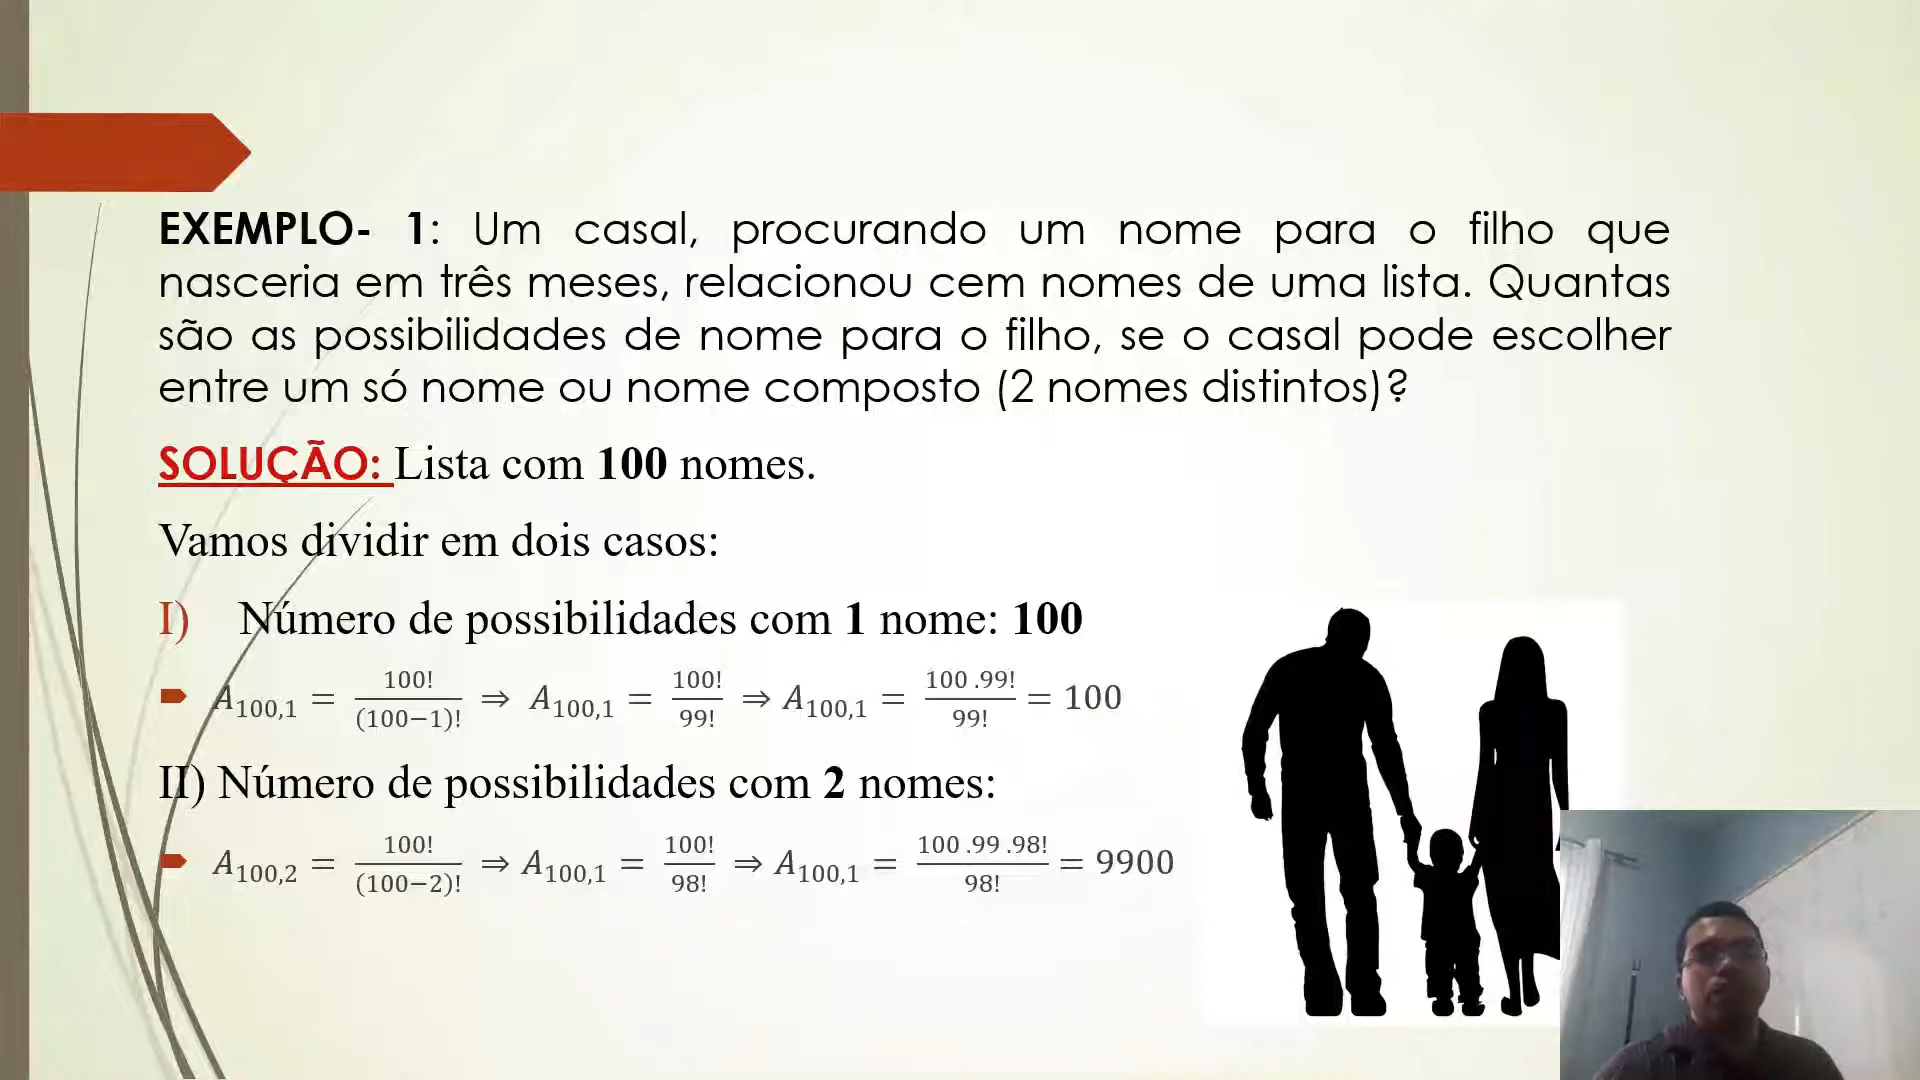 EXEMPLO- 1: Um casal, procurando um nome para o filho que
nasceria em três meses, relacionou cem nomes de uma lista. Quantas
são as possibilidades de nome para o filho, se o casal pode escolher
entre um só nome ou nome composto (2 nomes distintos)?
SOLUÇÃO: Lista com 100 nomes.
Vamos dividir em dois casos:
I) Número de possibilidades com 1 nome: 100
A₁₀₀,₁ = 100!/(100−1)! ⇒ A₁₀₀,₁ = 100!/99! ⇒ A₁₀₀,₁ = 100 .99!/99! = 100
II) Número de possibilidades com 2 nomes:
A₁₀₀,₂ = 100!/(100−2)! ⇒ A₁₀₀,₁ = 100!/98! ⇒ A₁₀₀,₁ = 100 .99 .98!/98! = 9900